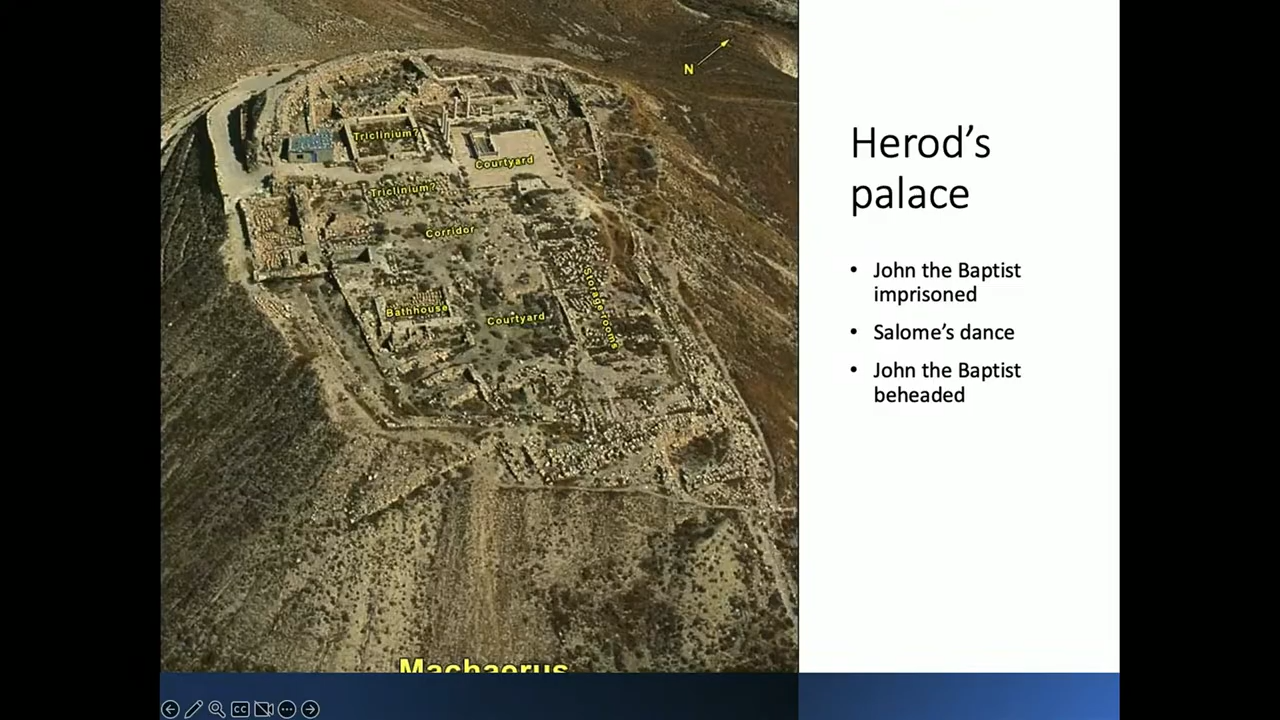 N
Triclinium?
Courtyard
Triclinium?
Corridor
Storage rooms
Bathhouse
Courtyard
Machaerus
Herod’s
palace
• John the Baptist
imprisoned
• Salome’s dance
• John the Baptist
beheaded
CC